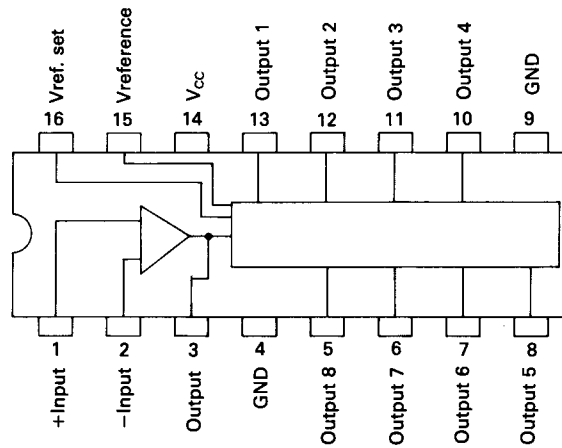 Vref. set
Vreference
VCC
Output 1
Output 2
Output 3
Output 4
GND
16 15 14 13 12 11 10 9
1 2 3 4 5 6 7 8
+Input
−Input
Output
GND
Output 8
Output 7
Output 6
Output 5